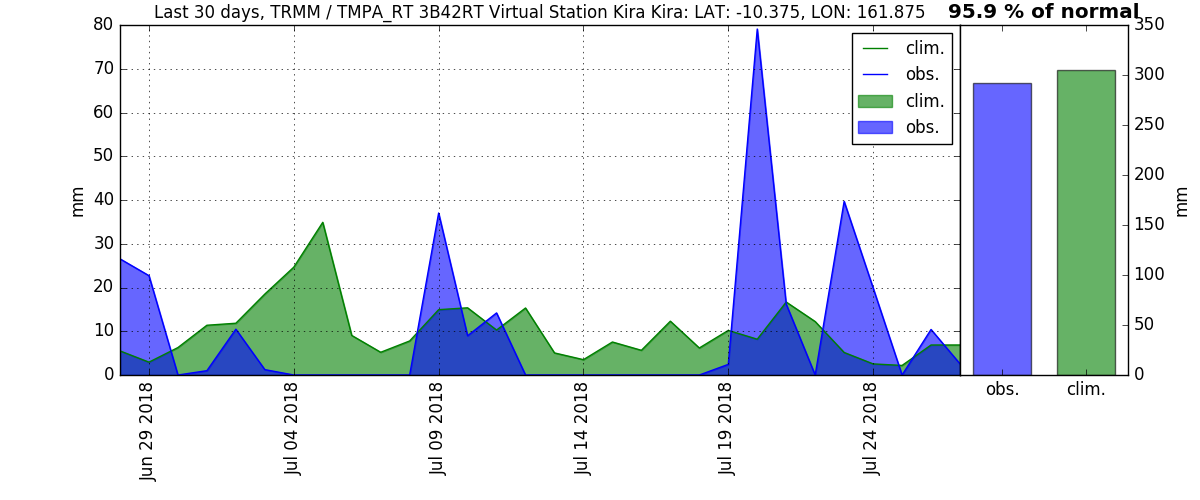 Last 30 days, TRMM / TMPA_RT 3B42RT Virtual Station Kira Kira: LAT: -10.375, LON: 161.875
95.9 % of normal
80
70
60
50
40
30
20
10
0
mm
clim.
obs.
clim.
obs.
350
300
250
200
150
100
50
0
mm
Jun 29 2018
Jul 04 2018
Jul 09 2018
Jul 14 2018
Jul 19 2018
Jul 24 2018
obs.
clim.